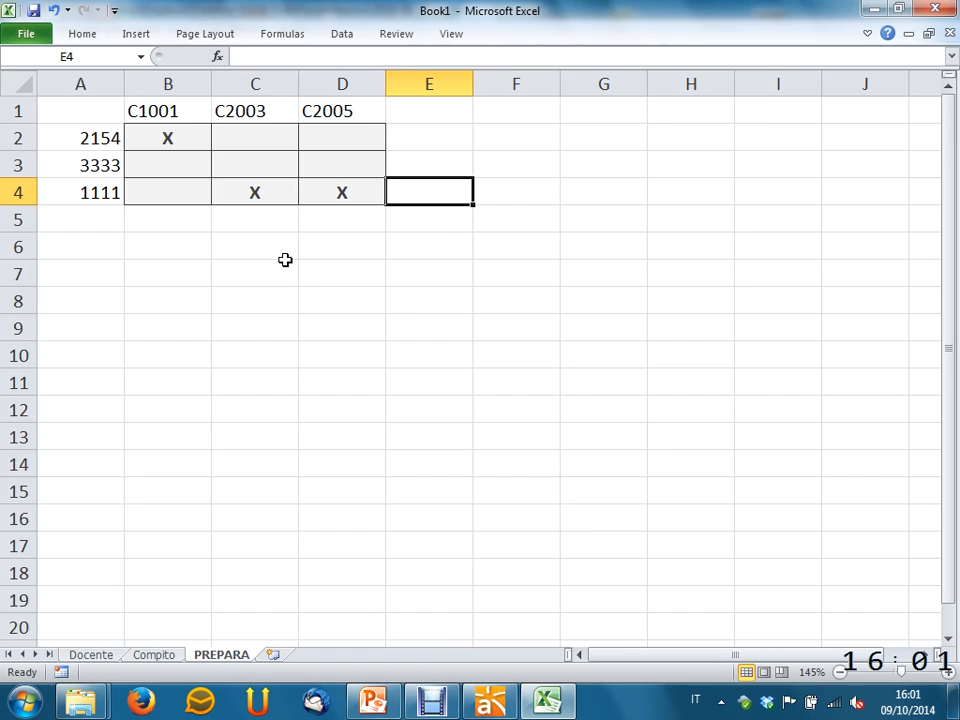 Book1 - Microsoft Excel
File Home Insert Page Layout Formulas Data Review View
E4 fx
A B C D E F G H I J
1 C1001 C2003 C2005
2 2154 X
3 3333
4 1111 X X
5
6
7
8
9
10
11
12
13
14
15
16
17
18
19
20
Docente Compito PREPARA
16:01
Ready 145%
IT 16:01
09/10/2014